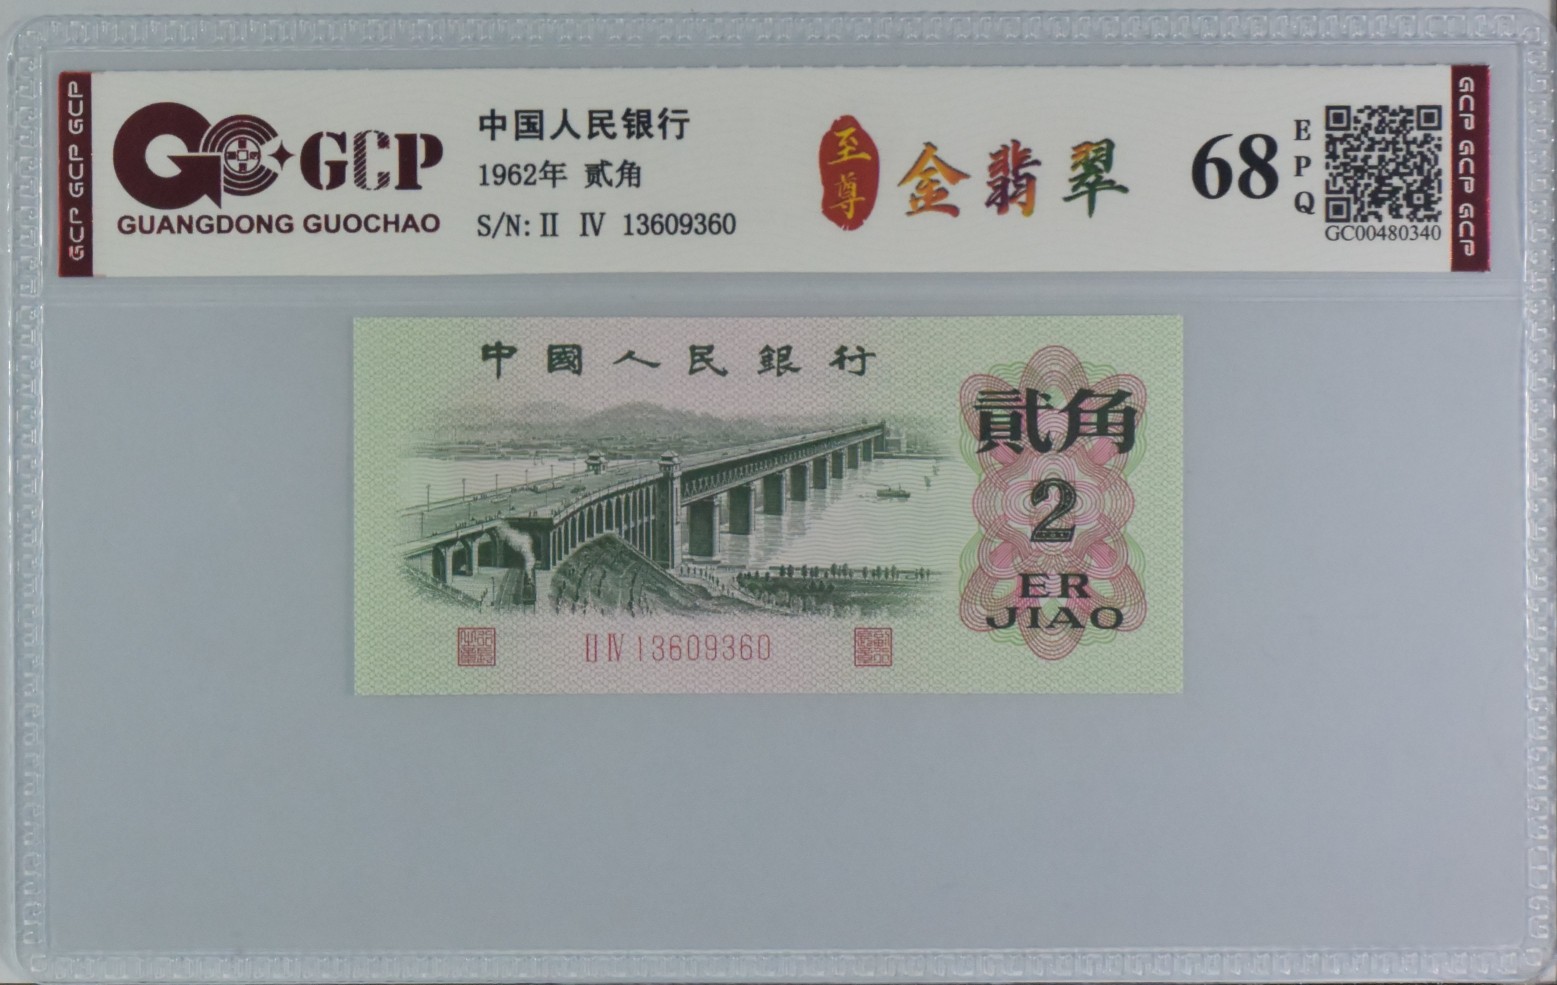 GCP GCP GCP
GCP
GUANGDONG GUOCHAO
中国人民银行
1962年 贰角
S/N: II IV 13609360
至尊
金翡翠
68
EPQ
GC00480340
GCP GCP GCP
中國人民銀行
貳角
2
ER
JIAO
II IV 13609360